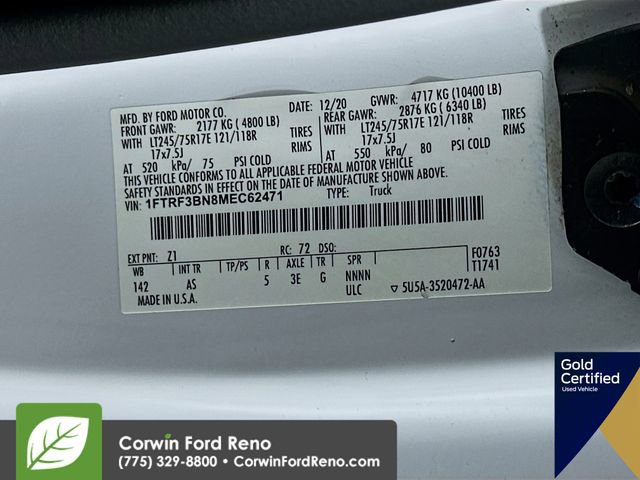 MFD. BY FORD MOTOR CO. DATE: 12/20 GVWR: 4717 KG (10400 LB)
FRONT GAWR: 2177 KG ( 4800 LB) REAR GAWR: 2876 KG ( 6340 LB)
WITH LT245/75R17E 121/118R TIRES WITH LT245/75R17E 121/118R TIRES
17x7.5J RIMS 17x7.5J RIMS
AT 520 kPa/ 75 PSI COLD AT 550 kPa/ 80 PSI COLD
THIS VEHICLE CONFORMS TO ALL APPLICABLE FEDERAL MOTOR VEHICLE
SAFETY STANDARDS IN EFFECT ON THE DATE OF MANUFACTURE SHOWN ABOVE.
VIN: 1FTRF3BN8MEC62471 TYPE: Truck
EXT PNT: Z1 RC: 72 DSO: F0763
WB INT TR TP/PS R AXLE TR SPR T1741
142 AS 5 3E G NNNN
MADE IN U.S.A. ULC ▽ 5U5A-3520472-AA
Gold
Certified
Used Vehicle
Corwin Ford Reno
(775) 329-8800 • CorwinFordReno.com